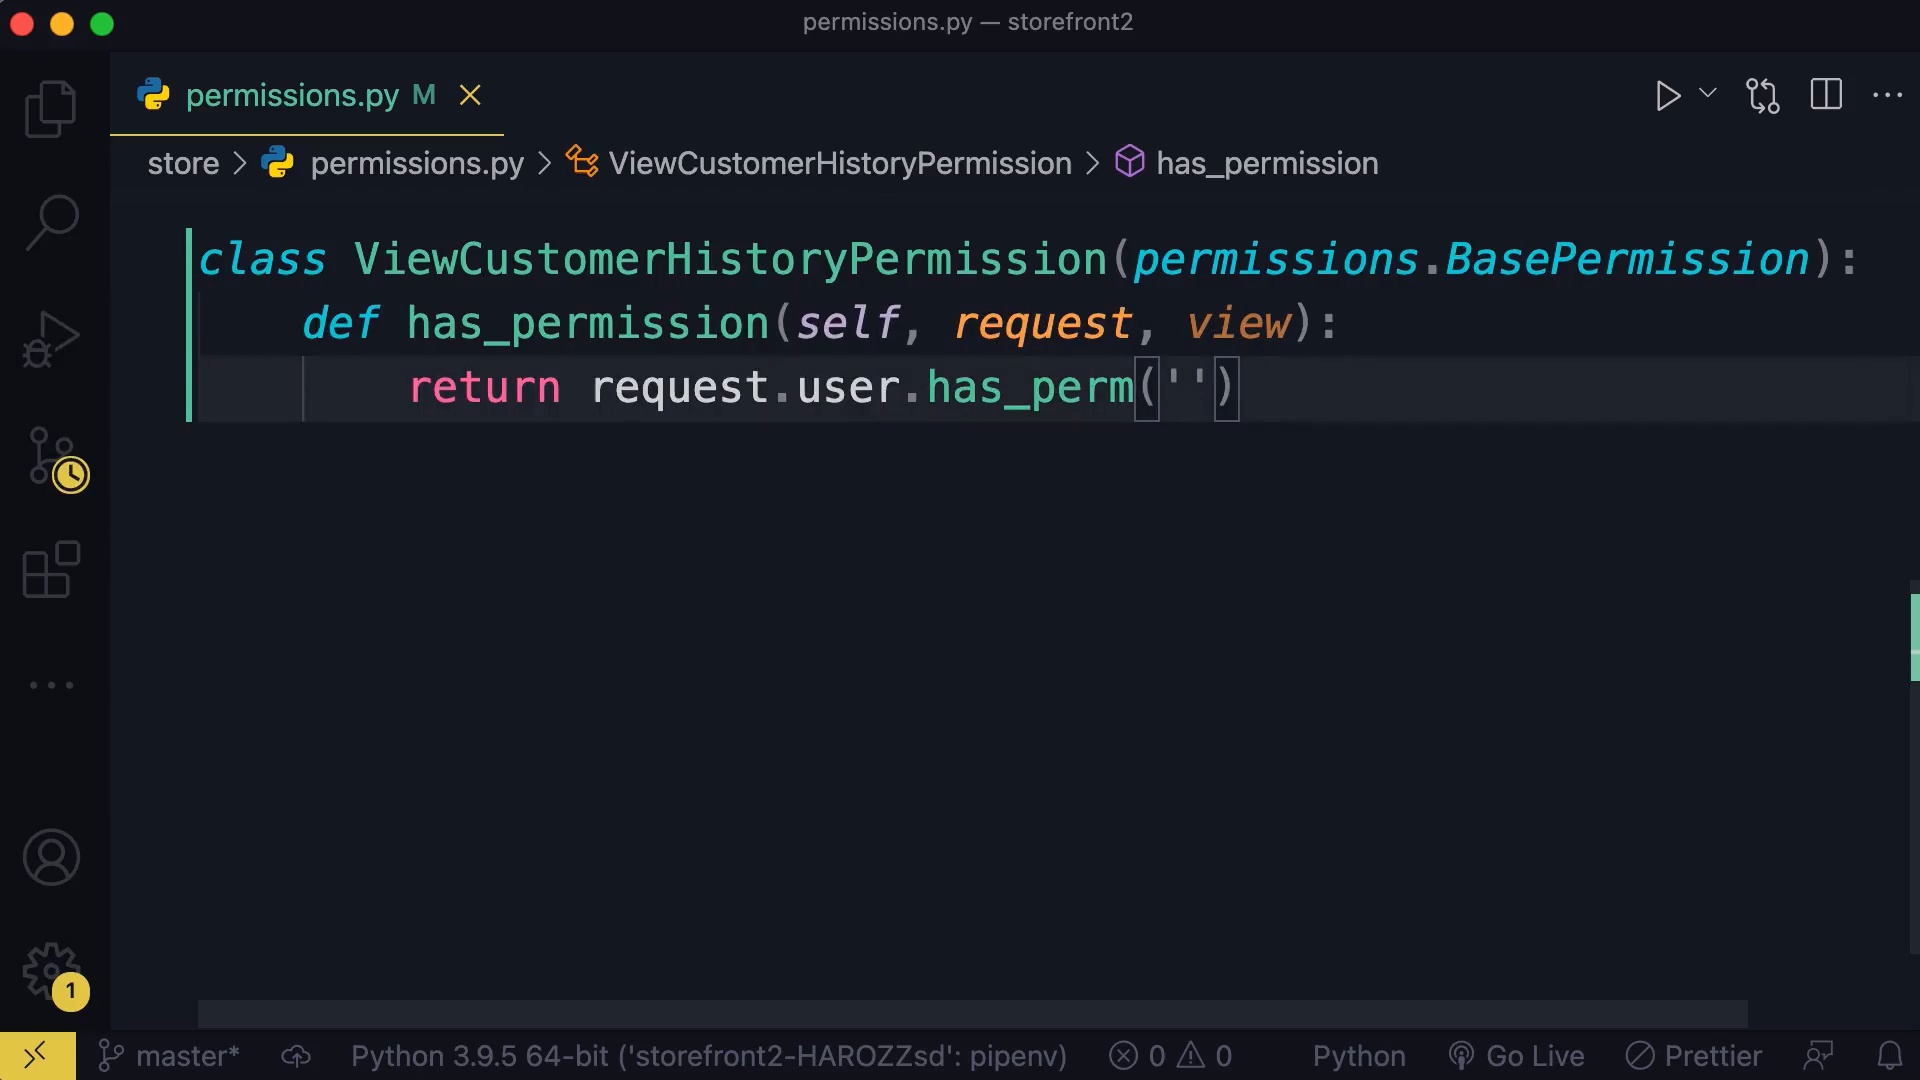 permissions.py — storefront2
permissions.py M
store > permissions.py > ViewCustomerHistoryPermission > has_permission
class ViewCustomerHistoryPermission(permissions.BasePermission):
    def has_permission(self, request, view):
        return request.user.has_perm('')
1
master* Python 3.9.5 64-bit ('storefront2-HAROZZsd': pipenv) 0 0 Python Go Live Prettier